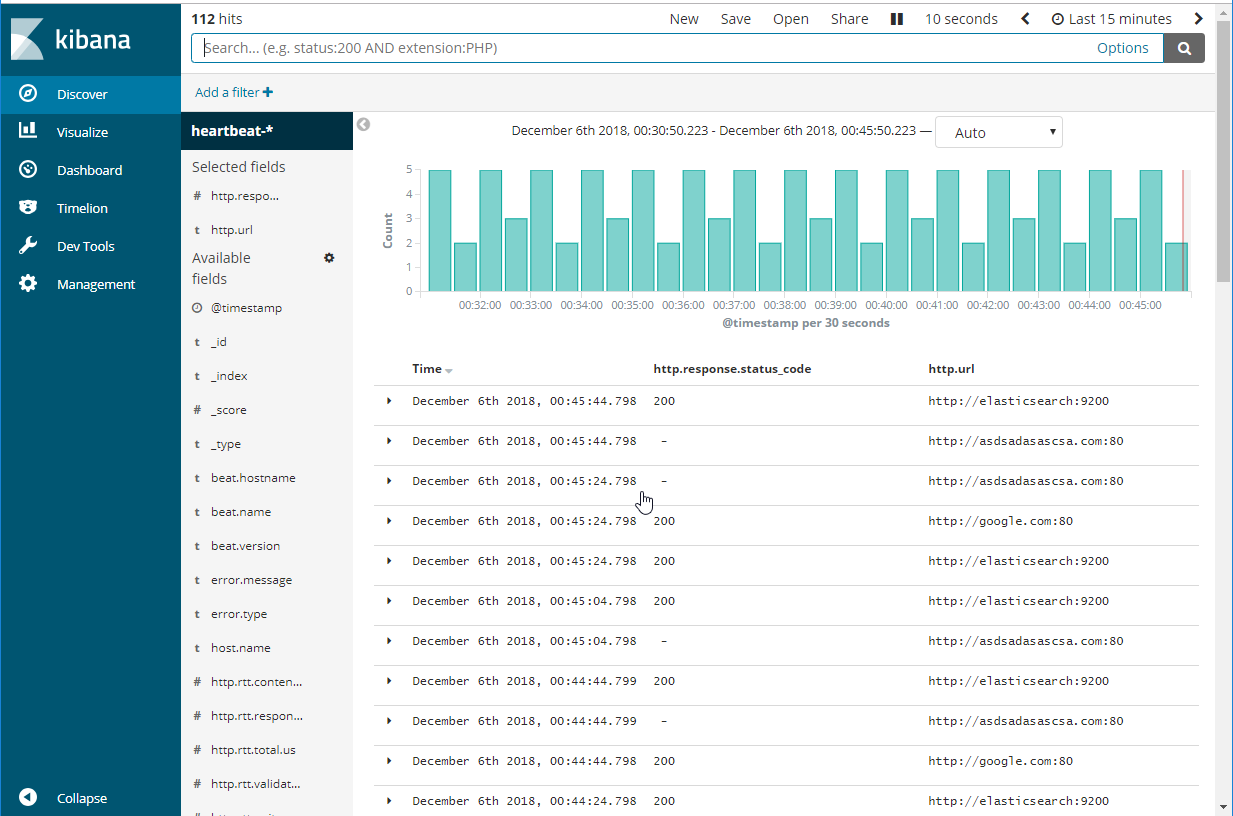 kibana
Discover
Visualize
Dashboard
Timelion
Dev Tools
Management
Collapse
112 hits
New Save Open Share 10 seconds Last 15 minutes
Search... (e.g. status:200 AND extension:PHP) Options
Add a filter
heartbeat-*
Selected fields
# http.respo...
t http.url
Available
fields
@timestamp
t _id
t _index
# _score
t _type
t beat.hostname
t beat.name
t beat.version
t error.message
t error.type
t host.name
# http.rtt.conten...
# http.rtt.respon...
# http.rtt.total.us
# http.rtt.validat...
December 6th 2018, 00:30:50.223 - December 6th 2018, 00:45:50.223 — Auto
5
4
3
2
1
0
Count
00:32:00 00:33:00 00:34:00 00:35:00 00:36:00 00:37:00 00:38:00 00:39:00 00:40:00 00:41:00 00:42:00 00:43:00 00:44:00 00:45:00
@timestamp per 30 seconds
Time http.response.status_code http.url
December 6th 2018, 00:45:44.798 200 http://elasticsearch:9200
December 6th 2018, 00:45:44.798 - http://asdsadasascsa.com:80
December 6th 2018, 00:45:24.798 - http://asdsadasascsa.com:80
December 6th 2018, 00:45:24.798 200 http://google.com:80
December 6th 2018, 00:45:24.798 200 http://elasticsearch:9200
December 6th 2018, 00:45:04.798 200 http://elasticsearch:9200
December 6th 2018, 00:45:04.798 - http://asdsadasascsa.com:80
December 6th 2018, 00:44:44.799 200 http://elasticsearch:9200
December 6th 2018, 00:44:44.799 - http://asdsadasascsa.com:80
December 6th 2018, 00:44:44.798 200 http://google.com:80
December 6th 2018, 00:44:24.798 200 http://elasticsearch:9200